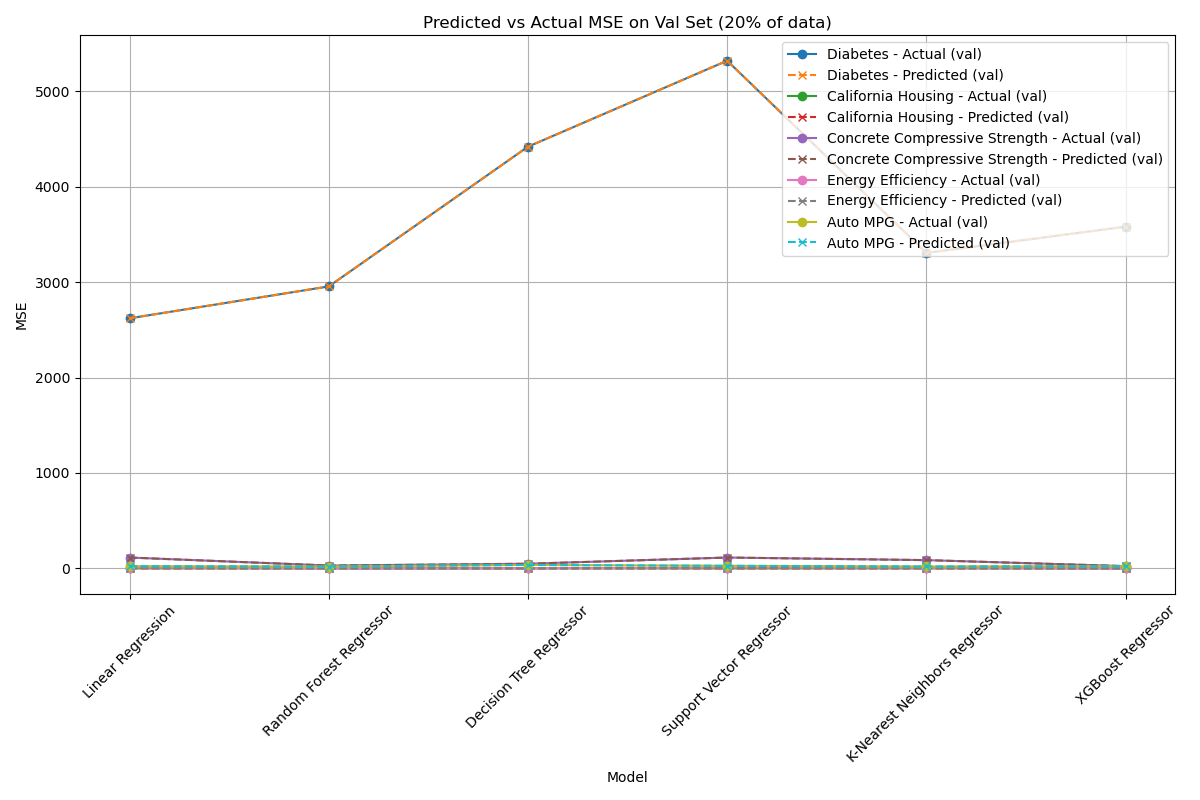 Predicted vs Actual MSE on Val Set (20% of data)
Diabetes - Actual (val)
Diabetes - Predicted (val)
California Housing - Actual (val)
California Housing - Predicted (val)
Concrete Compressive Strength - Actual (val)
Concrete Compressive Strength - Predicted (val)
Energy Efficiency - Actual (val)
Energy Efficiency - Predicted (val)
Auto MPG - Actual (val)
Auto MPG - Predicted (val)
5000
4000
3000
2000
1000
0
MSE
Linear Regression
Random Forest Regressor
Decision Tree Regressor
Support Vector Regressor
K-Nearest Neighbors Regressor
XGBoost Regressor
Model